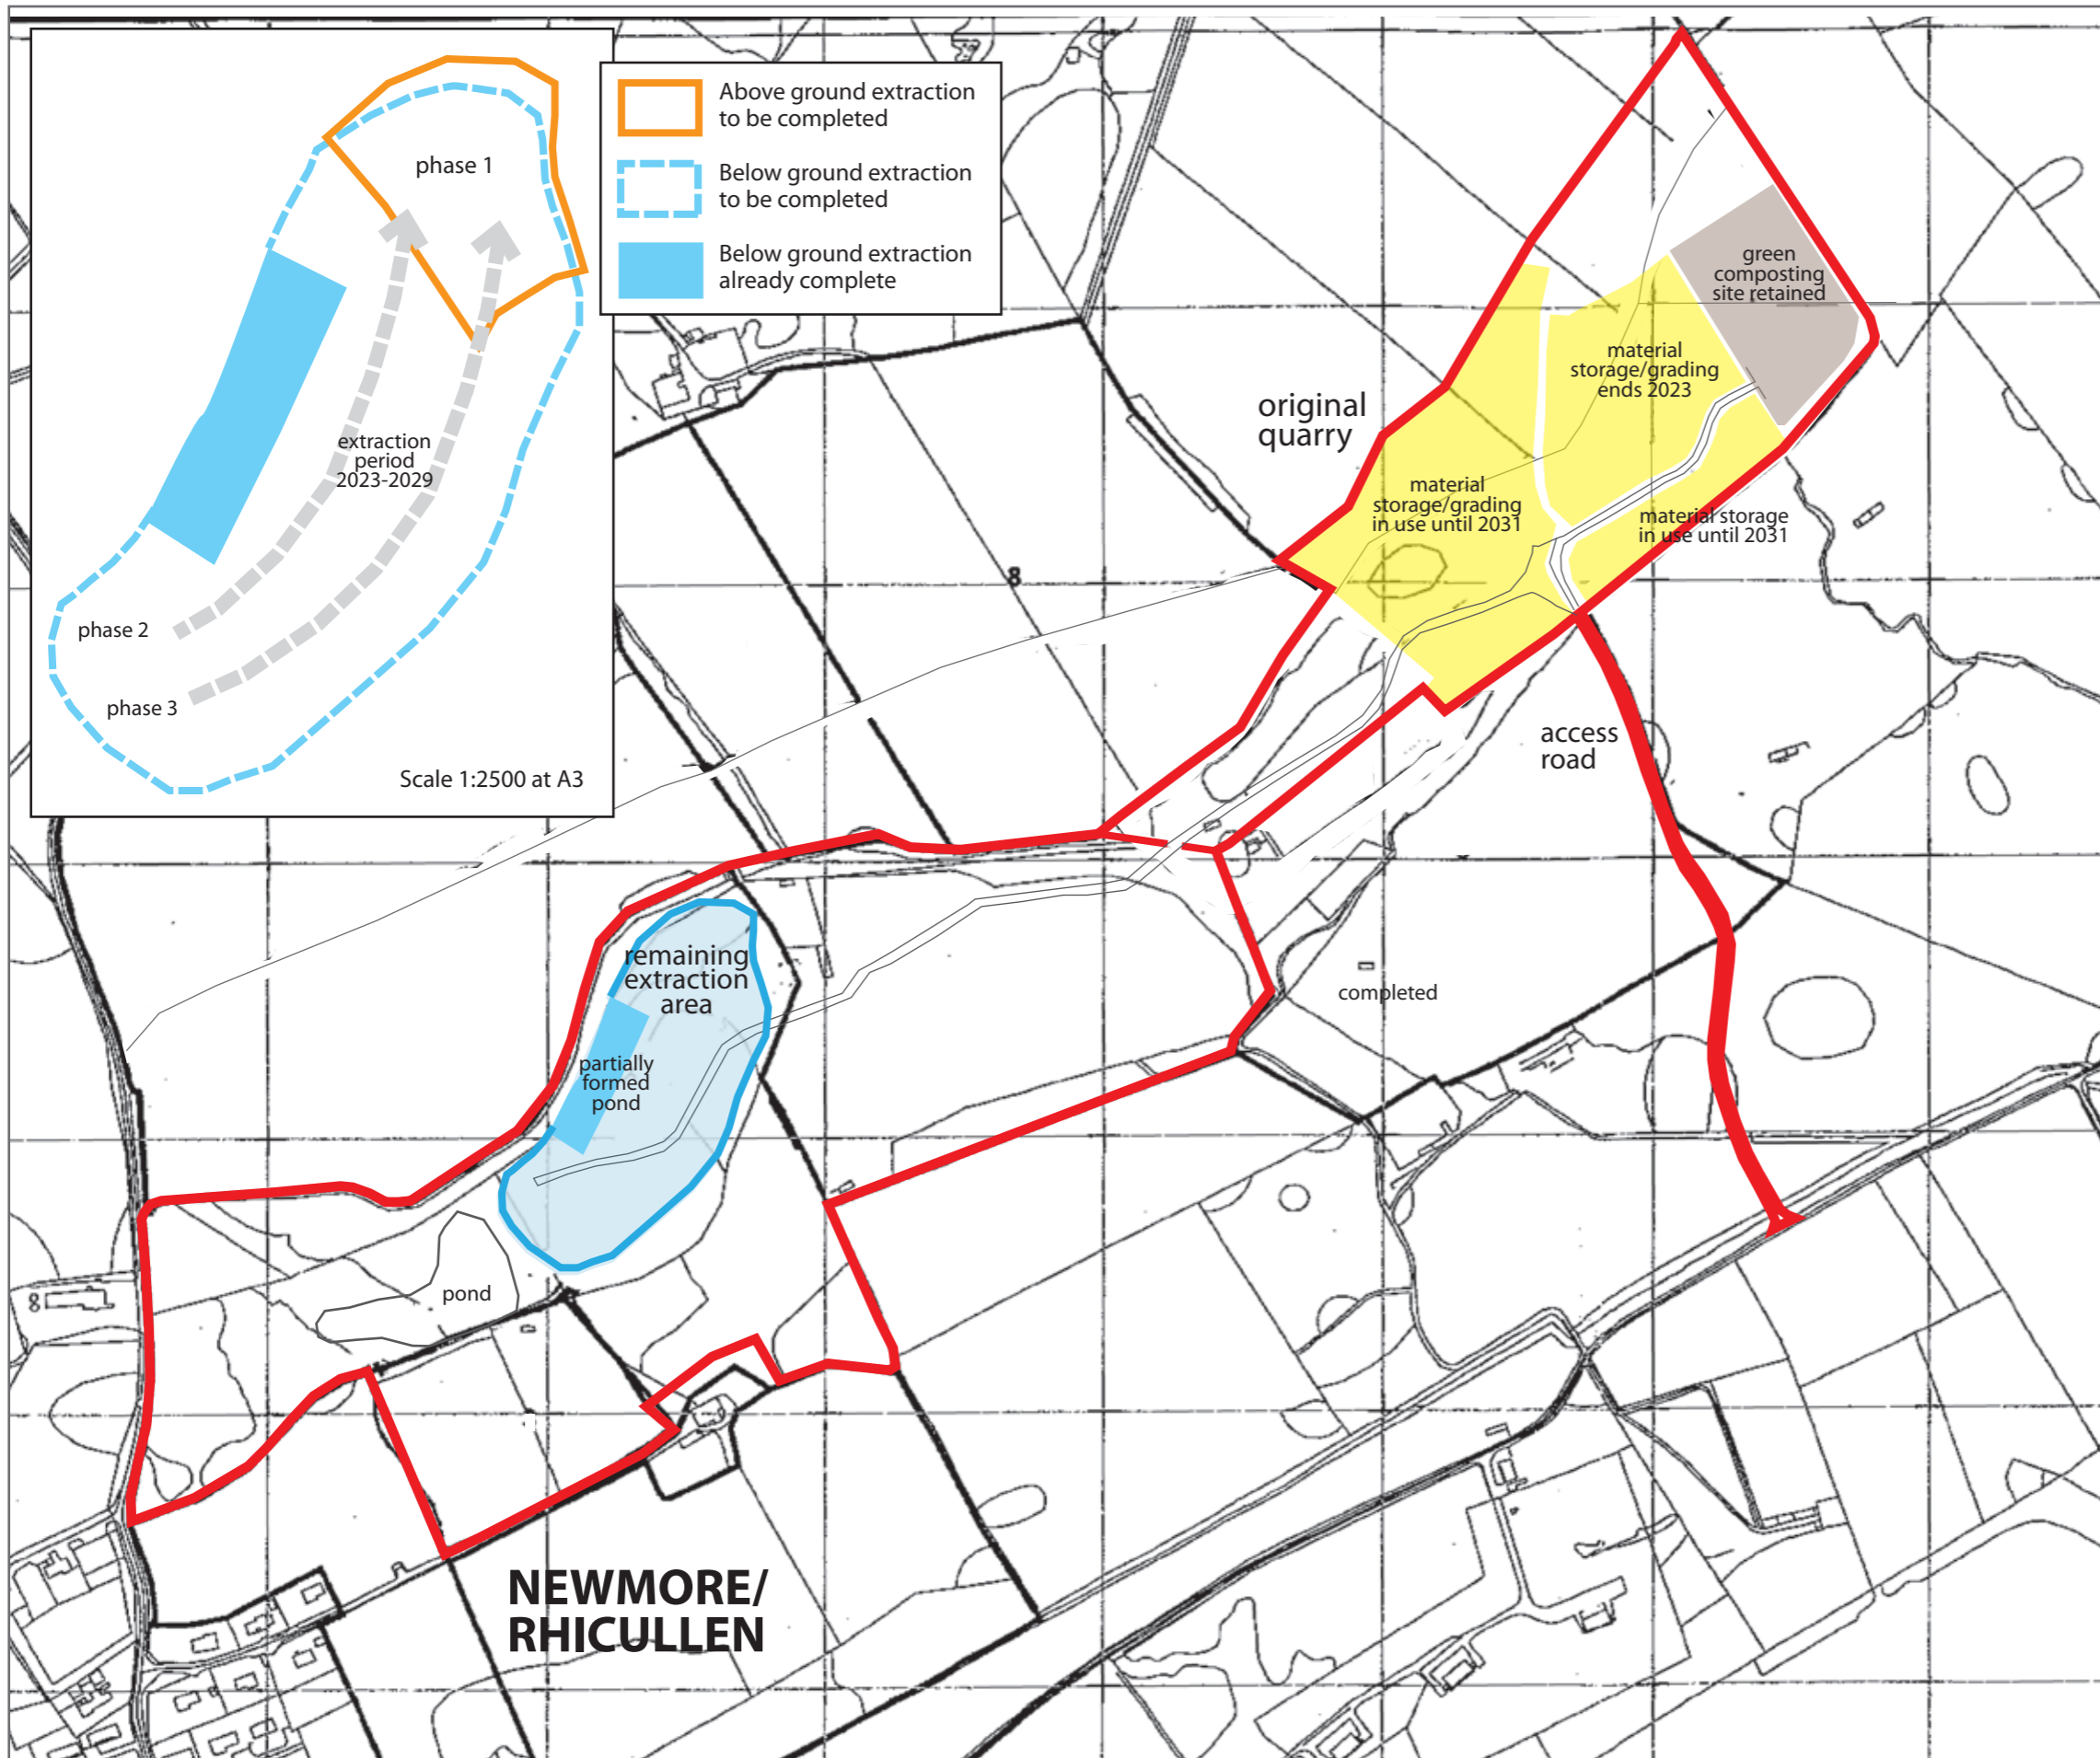 phase 1
extraction
period
2023-2029
phase 2
phase 3
Scale 1:2500 at A3
Above ground extraction
to be completed
Below ground extraction
to be completed
Below ground extraction
already complete
green
composting
site retained
material
storage/grading
ends 2023
original
quarry
material
storage/grading
in use until 2031
material storage
in use until 2031
8
access
road
remaining
extraction
area
completed
partially
formed
pond
pond
8
NEWMORE/
RHICULLEN